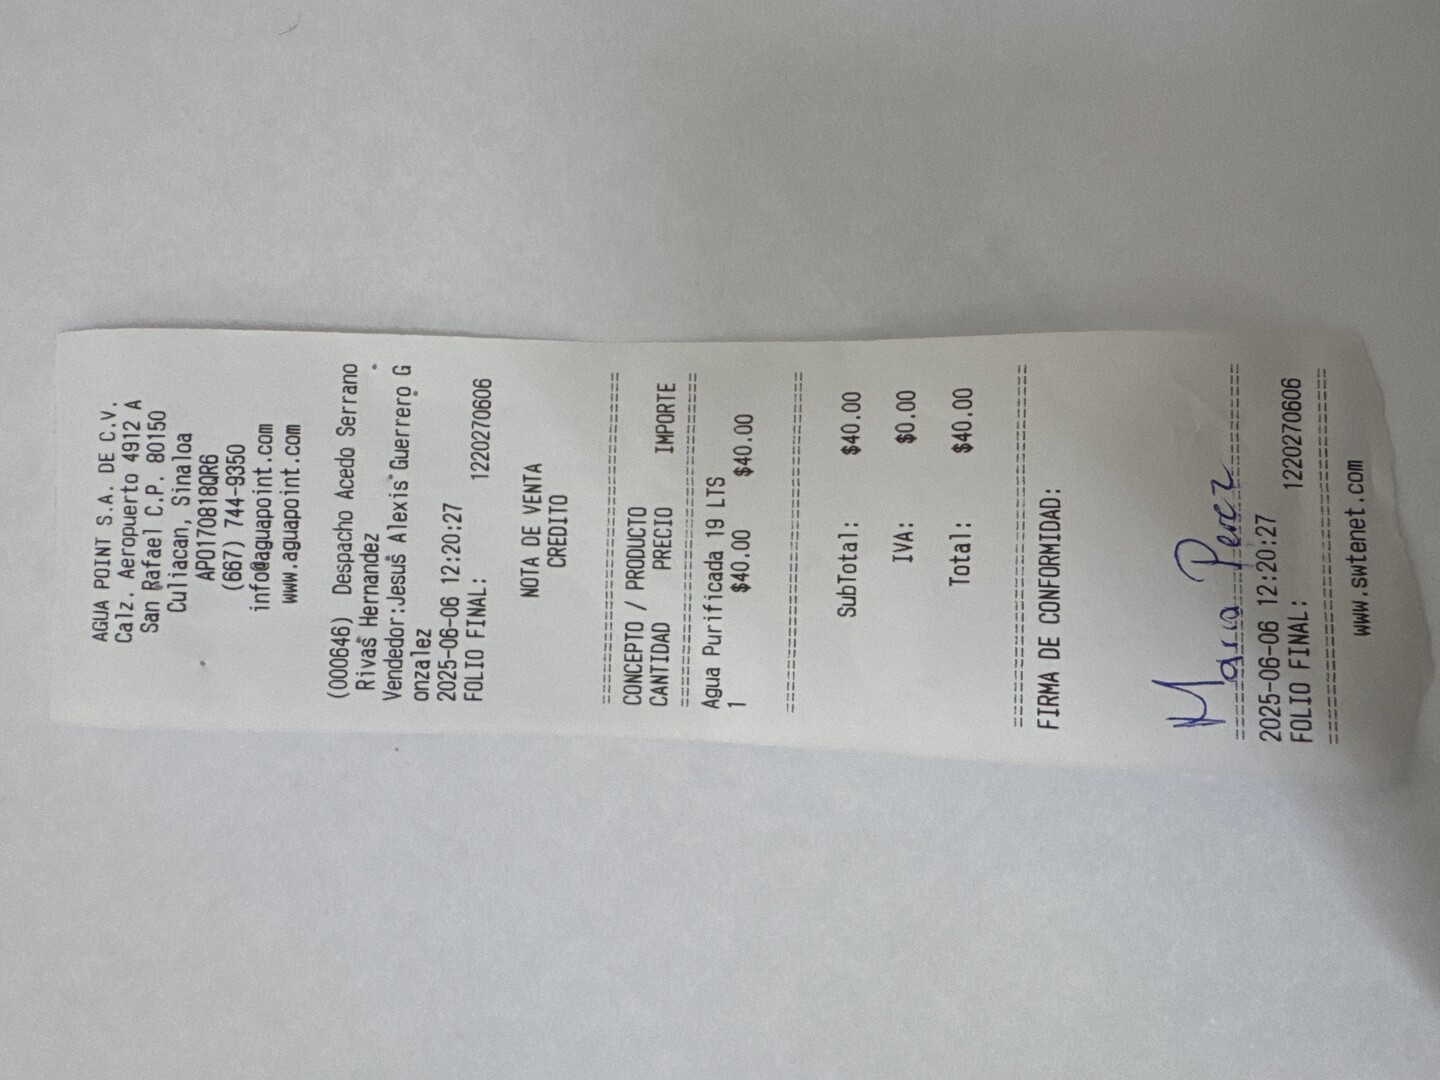 AGUA POINT S.A. DE C.V.
Calz. Aeropuerto 4912 A
San Rafael C.P. 80150
Culiacan, Sinaloa
APO170818QR6
(667) 744-9350
info@aguapoint.com
www.aguapoint.com
(000646) Despacho Acedo Serrano
Rivas Hernandez
Vendedor:Jesus Alexis Guerrero G
onzalez
2025-06-06 12:20:27
FOLIO FINAL: 1220270606
NOTA DE VENTA
CREDITO
================================
CONCEPTO / PRODUCTO
CANTIDAD PRECIO IMPORTE
================================
Agua Purificada 19 LTS
1 $40.00 $40.00
================================
SubTotal: $40.00
IVA: $0.00
Total: $40.00
================================
FIRMA DE CONFORMIDAD:
Maria Perez
================================
2025-06-06 12:20:27
FOLIO FINAL: 1220270606
================================
www.swtenet.com